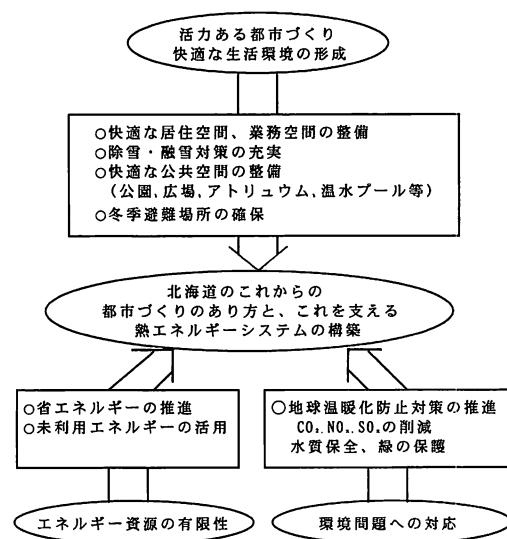 活力ある都市づくり
快適な生活環境の形成
○快適な居住空間、業務空間の整備
○除雪・融雪対策の充実
○快適な公共空間の整備
(公園,広場,アトリュウム,温水プール等)
○冬季避難場所の確保
北海道のこれからの
都市づくりのあり方と、これを支える
熱エネルギーシステムの構築
○省エネルギーの推進
○未利用エネルギーの活用
○地球温暖化防止対策の推進
CO₂.NOₓ.SOₓの削減
水質保全、緑の保護
エネルギー資源の有限性
環境問題への対応